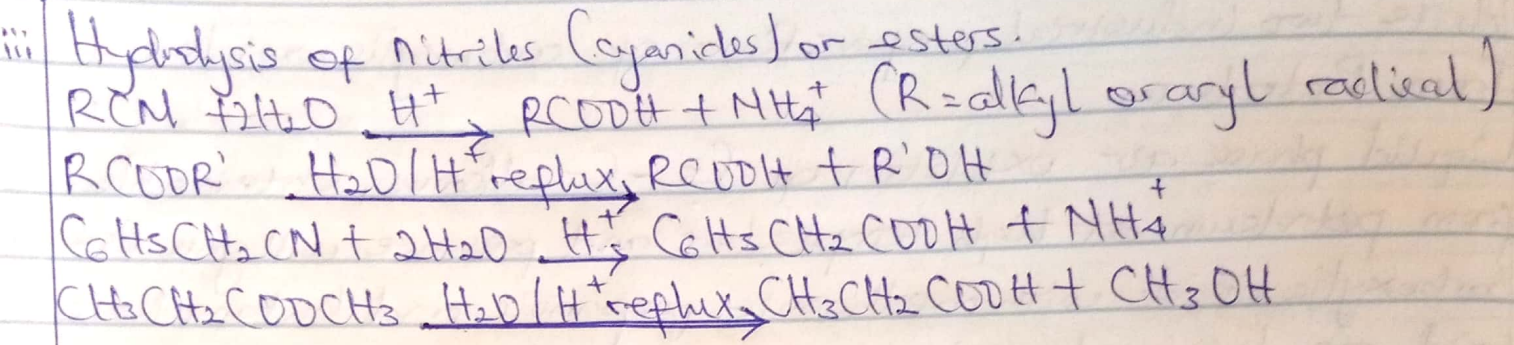 iii Hydrolysis of nitriles (cyanides) or esters.
RCN + 2H₂O H⁺→ RCOOH + NH₄⁺ (R = alkyl or aryl radical)
RCOOR' H₂O/H⁺ reflux→ RCOOH + R'OH
C₆H₅CH₂CN + 2H₂O H⁺→ C₆H₅CH₂COOH + NH₄⁺
CH₃CH₂COOCH₃ H₂O/H⁺ reflux→ CH₃CH₂COOH + CH₃OH